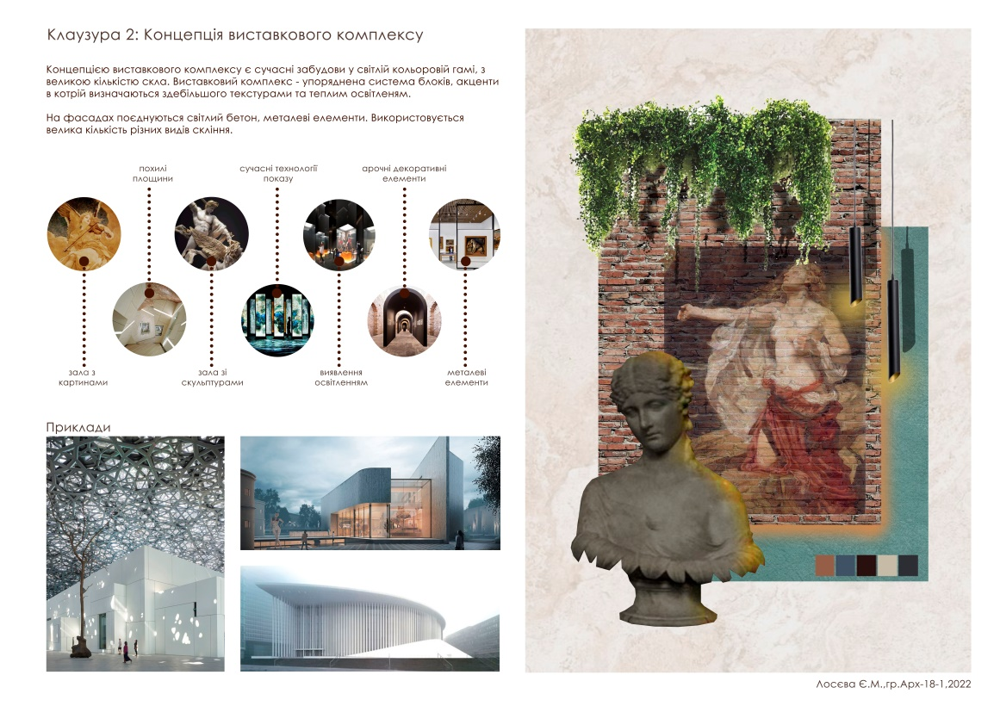 Клаузура 2: Концепція виставкового комплексу
Концепцією виставкового комплексу є сучасні забудови у світлій кольоровій гамі, з
великою кількістю скла. Виставковий комплекс - упоряднена система блоків, акценти
в котрій визначаються здебільшого текстурами та теплим освітленям.
На фасадах поєднуються світлий бетон, металеві елементи. Використовується
велика кількість різних видів скління.
похилі
площини
сучасні технології
показу
арочні декоративні
елементи
зала з
картинами
зала зі
скульптурами
виявлення
освітленням
металеві
елементи
Приклади
Лосєва Є.М.,гр.Арх-18-1,2022